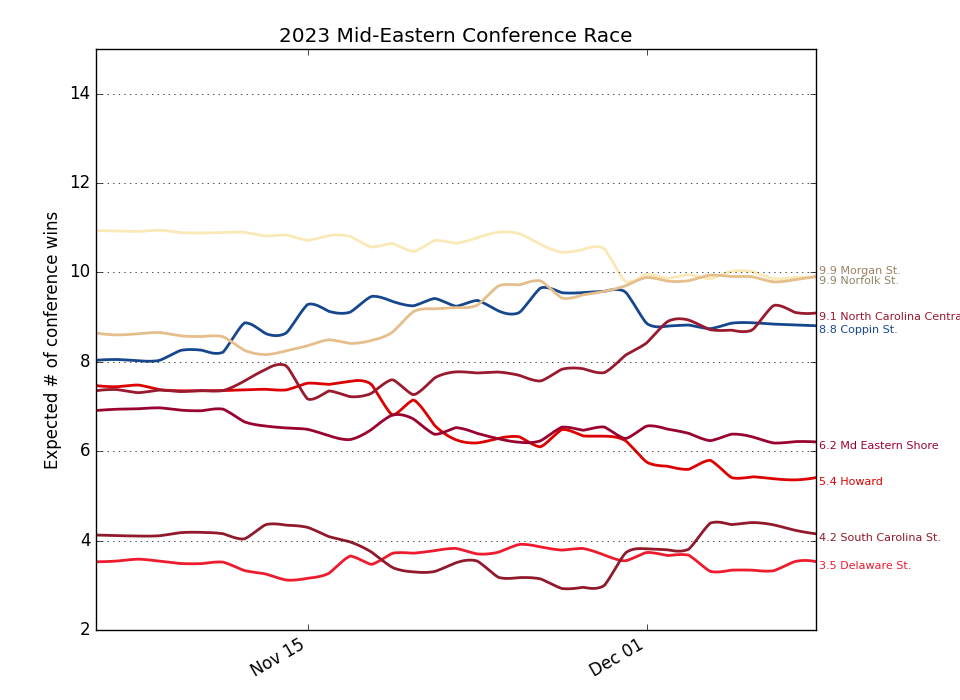 2023 Mid-Eastern Conference Race
Expected # of conference wins
14
12
10
8
6
4
2
Nov 15
Dec 01
9.9 Morgan St.
9.9 Norfolk St.
9.1 North Carolina Centra
8.8 Coppin St.
6.2 Md Eastern Shore
5.4 Howard
4.2 South Carolina St.
3.5 Delaware St.